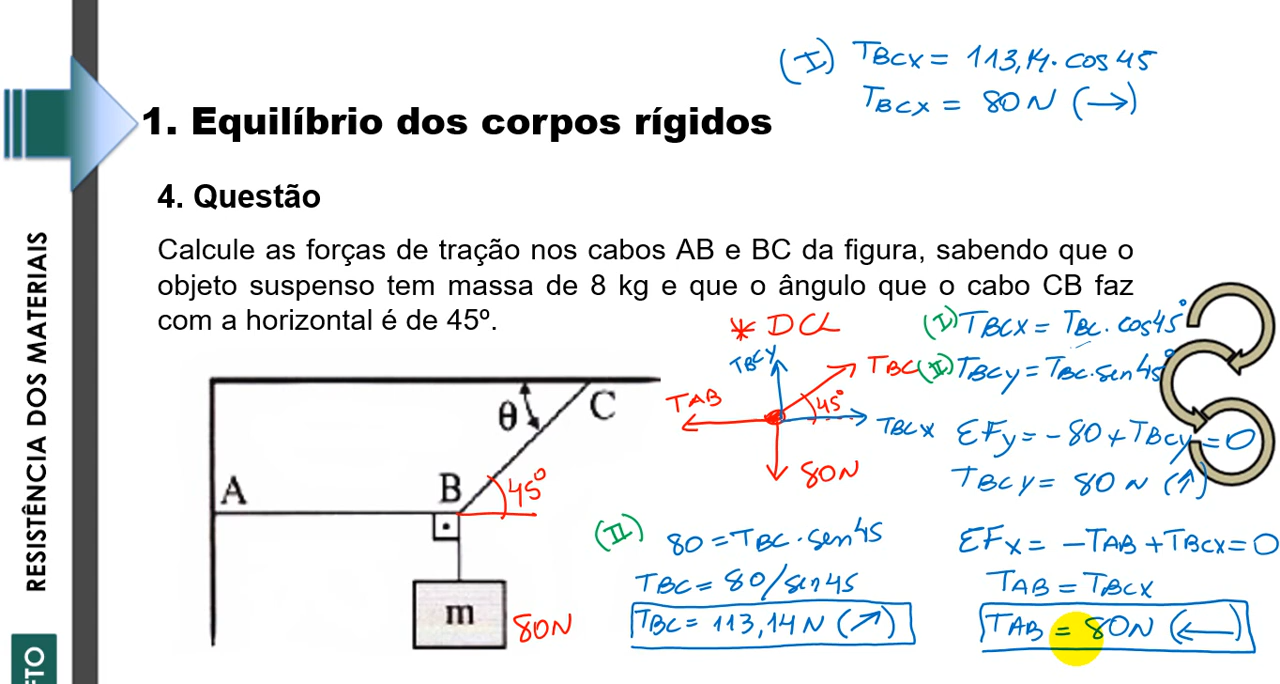 (I) TBCX = 113,14 · cos 45
TBCX = 80N (→)
1. Equilíbrio dos corpos rígidos
4. Questão
Calcule as forças de tração nos cabos AB e BC da figura, sabendo que o
objeto suspenso tem massa de 8 kg e que o ângulo que o cabo CB faz
com a horizontal é de 45º.
RESISTÊNCIA DOS MATERIAIS
FTO
θ
C
A
B
45°
m
80N
* DCL
TBCY
TBC
TAB
45°
TBCX
80N
(I) TBCX = TBC · cos45°
(II) TBCY = TBC · sen 45°
ΣFy = -80 + TBCY = 0
TBCY = 80 N (↑)
(II) 80 = TBC · sen 45
TBC = 80/sen 45
TBC = 113,14 N (↗)
ΣFX = -TAB + TBCX = 0
TAB = TBCX
TAB = 80N (←)